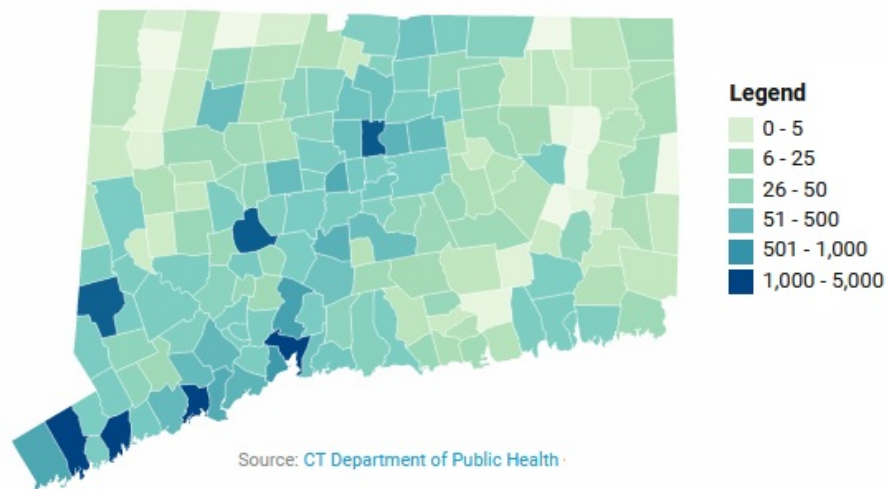 Legend
0 - 5
6 - 25
26 - 50
51 - 500
501 - 1,000
1,000 - 5,000
Source: CT Department of Public Health